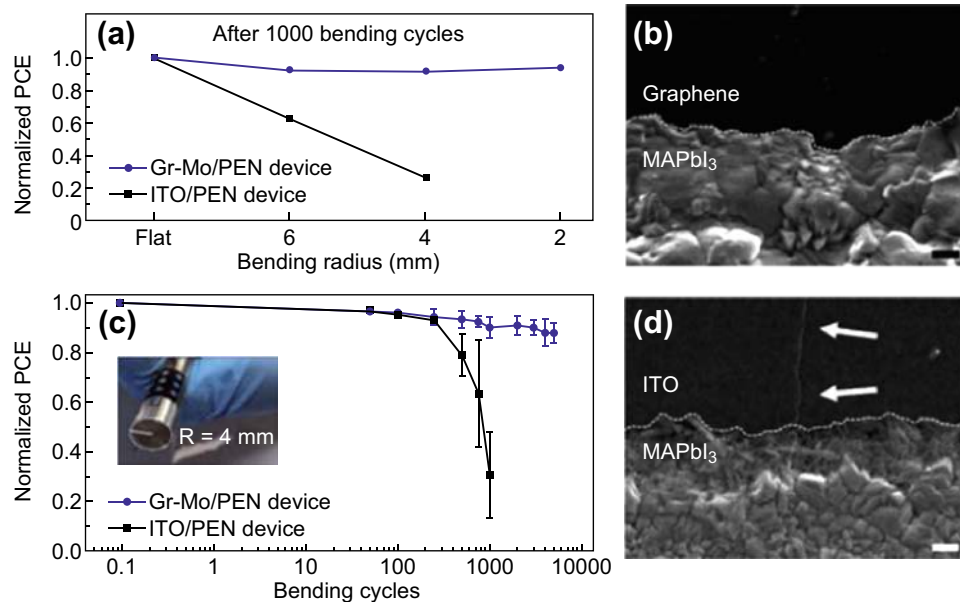 (a)
After 1000 bending cycles
Normalized PCE
1.0
0.8
0.6
0.4
0.2
0
Gr-Mo/PEN device
ITO/PEN device
Flat
6
4
2
Bending radius (mm)
(b)
Graphene
MAPbI₃
(c)
Normalized PCE
1.0
0.8
0.6
0.4
0.2
0.0
R = 4 mm
Gr-Mo/PEN device
ITO/PEN device
0.1
1
10
100
1000
10000
Bending cycles
(d)
ITO
MAPbI₃